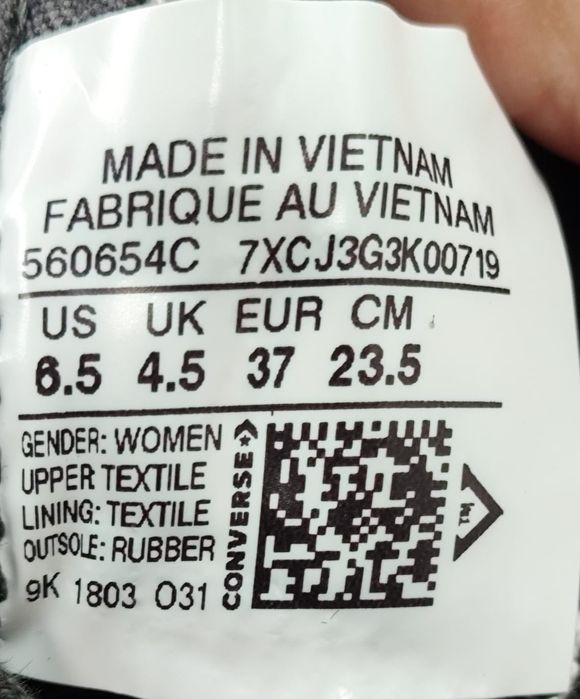 MADE IN VIETNAM
FABRIQUE AU VIETNAM
560654C 7XCJ3G3K00719
US UK EUR CM
6.5 4.5 37 23.5
GENDER: WOMEN
UPPER TEXTILE
LINING: TEXTILE
OUTSOLE: RUBBER
9K 1803 O31
CONVERSE